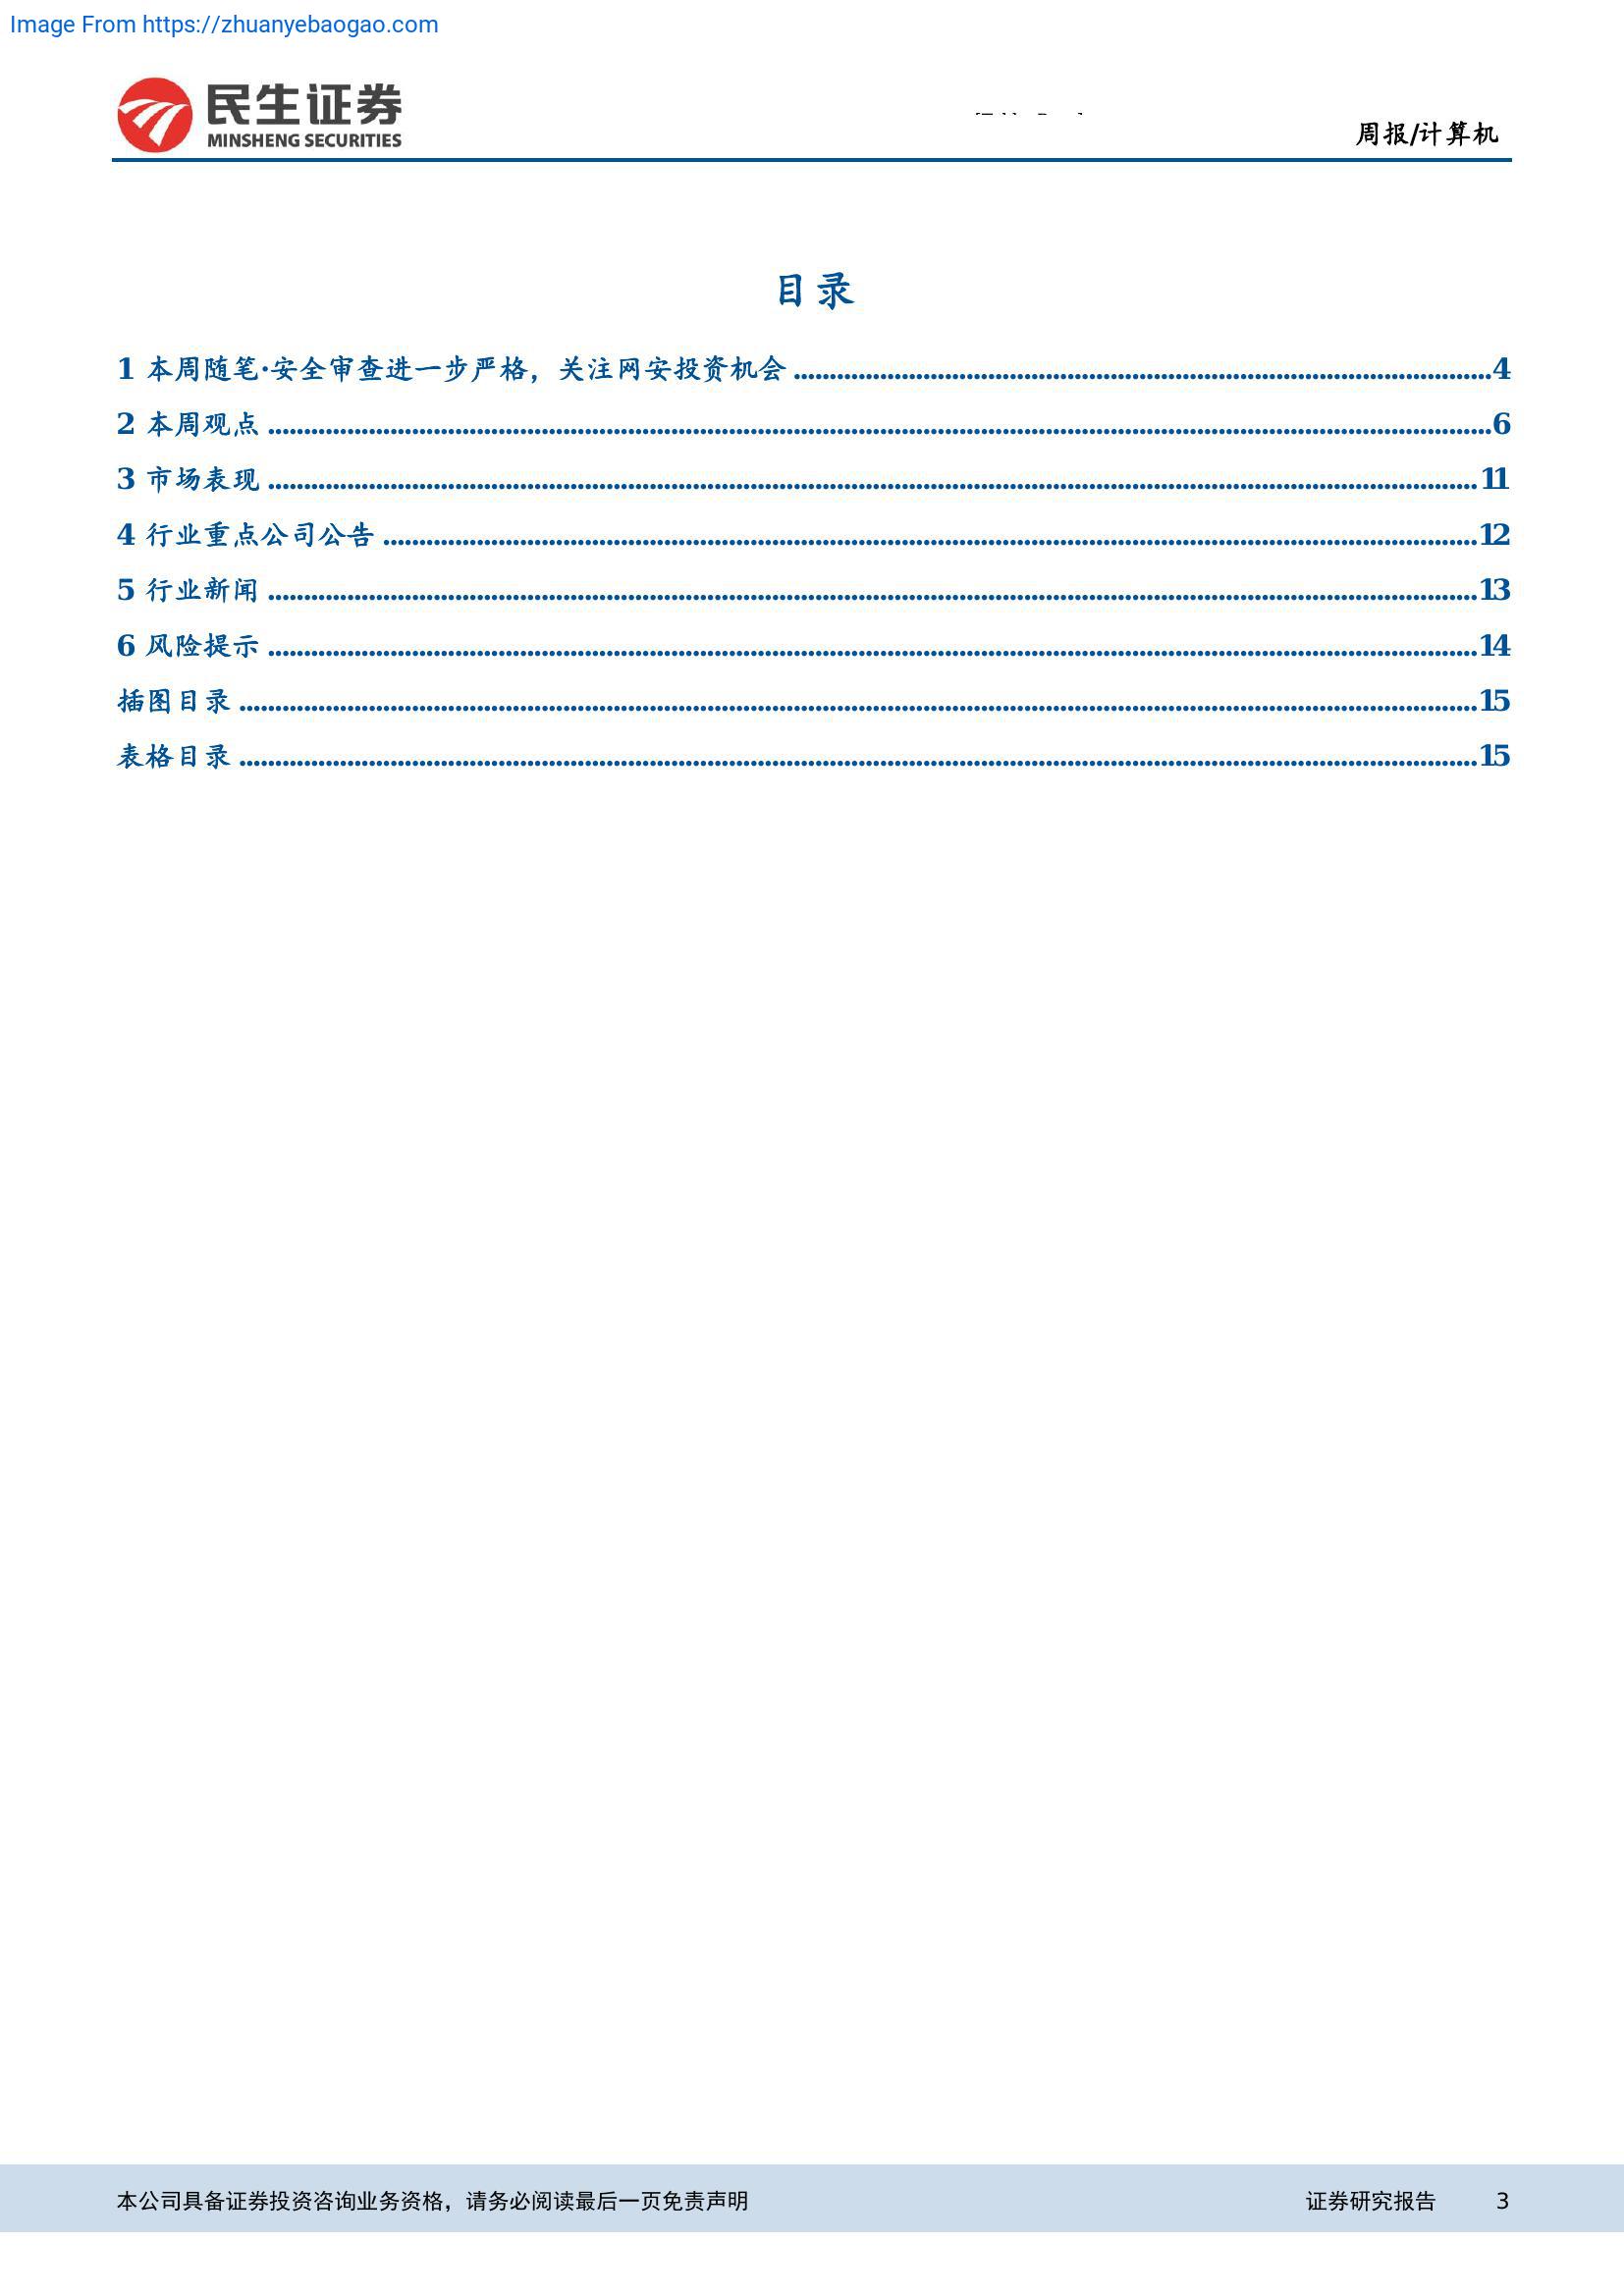 Image From https://zhuanyebaogao.com
民生证券
MINSHENG SECURITIES
周报/计算机
目录
1 本周随笔·安全审查进一步严格，关注网安投资机会 4
2 本周观点 6
3 市场表现 11
4 行业重点公司公告 12
5 行业新闻 13
6 风险提示 14
插图目录 15
表格目录 15
本公司具备证券投资咨询业务资格，请务必阅读最后一页免责声明 证券研究报告 3